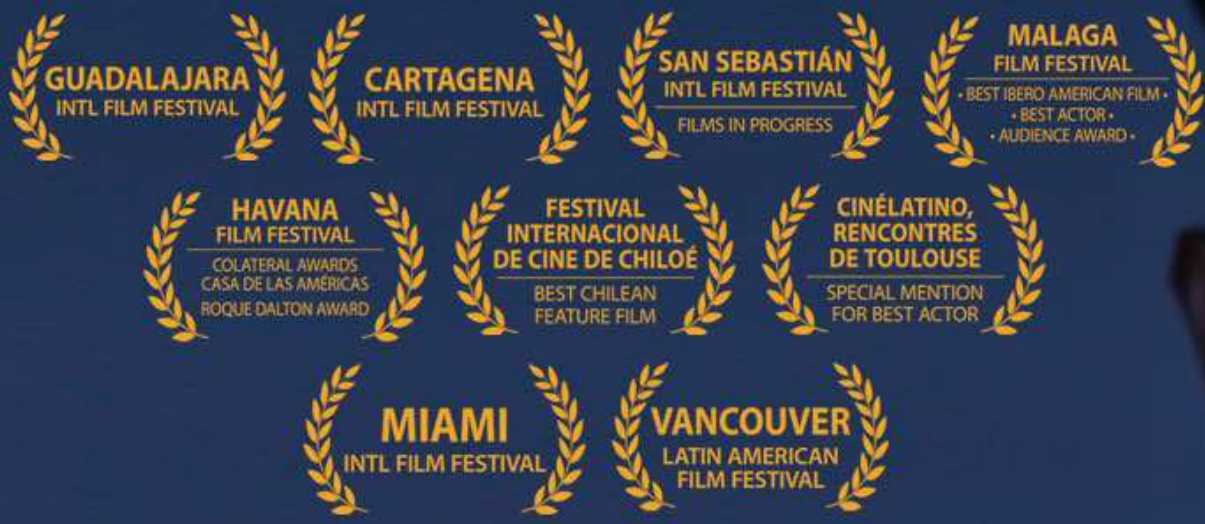 GUADALAJARA
INTL FILM FESTIVAL
CARTAGENA
INTL FILM FESTIVAL
SAN SEBASTIÁN
INTL FILM FESTIVAL
FILMS IN PROGRESS
MALAGA
FILM FESTIVAL
• BEST IBERO AMERICAN FILM •
• BEST ACTOR •
• AUDIENCE AWARD •
HAVANA
FILM FESTIVAL
COLATERAL AWARDS
CASA DE LAS AMÉRICAS
ROQUE DALTON AWARD
FESTIVAL
INTERNACIONAL
DE CINE DE CHILOÉ
BEST CHILEAN
FEATURE FILM
CINÉLATINO,
RENCONTRES
DE TOULOUSE
SPECIAL MENTION
FOR BEST ACTOR
MIAMI
INTL FILM FESTIVAL
VANCOUVER
LATIN AMERICAN
FILM FESTIVAL